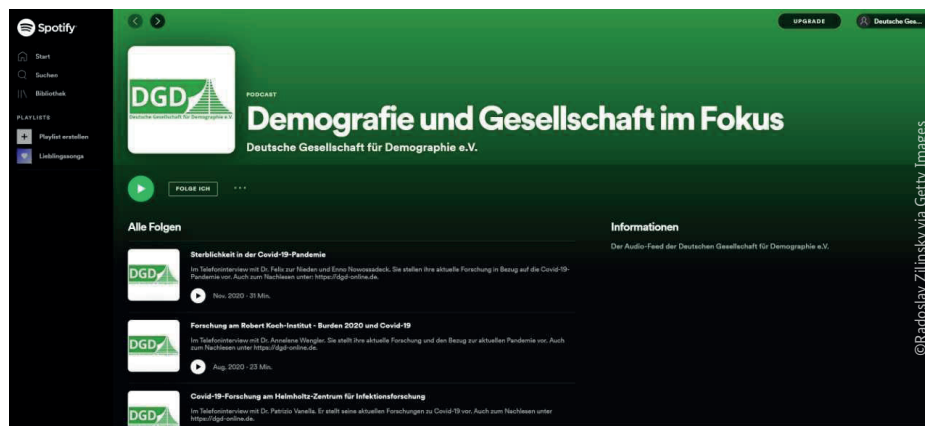 Spotify
UPGRADE
Deutsche Ges...
Start
Suchen
Bibliothek
PLAYLISTS
Playlist erstellen
Lieblingssongs
DGD
Deutsche Gesellschaft für Demographie e.V.
PODCAST
Demografie und Gesellschaft im Fokus
Deutsche Gesellschaft für Demographie e.V.
FOLGE ICH
Alle Folgen
Informationen
Der Audio-Feed der Deutschen Gesellschaft für Demographie e.V.
DGD
Sterblichkeit in der Covid-19-Pandemie
Im Telefoninterview mit Dr. Felix zur Nieden und Enno Nowossadeck. Sie stellen ihre aktuelle Forschung in Bezug auf die Covid-19-
Pandemie vor. Auch zum Nachlesen unter: https://dgd-online.de.
Nov. 2020 · 31 Min.
DGD
Forschung am Robert Koch-Institut - Burden 2020 und Covid-19
Im Telefoninterview mit Dr. Annelene Wengler. Sie stellt ihre aktuelle Forschung und den Bezug zur aktuellen Pandemie vor. Auch
zum Nachlesen unter https://dgd-online.de.
Aug. 2020 · 23 Min.
DGD
Covid-19-Forschung am Helmholtz-Zentrum für Infektionsforschung
Im Telefoninterview mit Dr. Patrizio Vanella. Er stellt seine aktuellen Forschungen zu Covid-19 vor. Auch zum Nachlesen unter
https://dgd-online.de.
©Radoslav Zilinsky via Getty Images